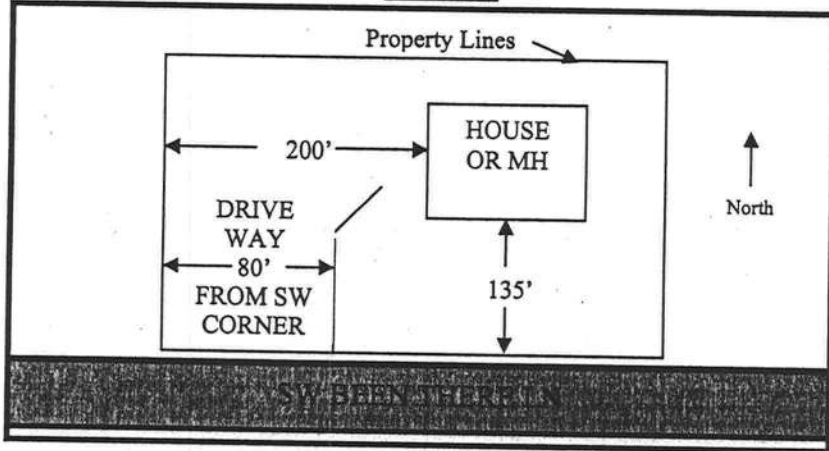 Property Lines
HOUSE
OR MH
200'
North
DRIVE
WAY
80'
FROM SW
CORNER
135'
SW BEEN THERE LN